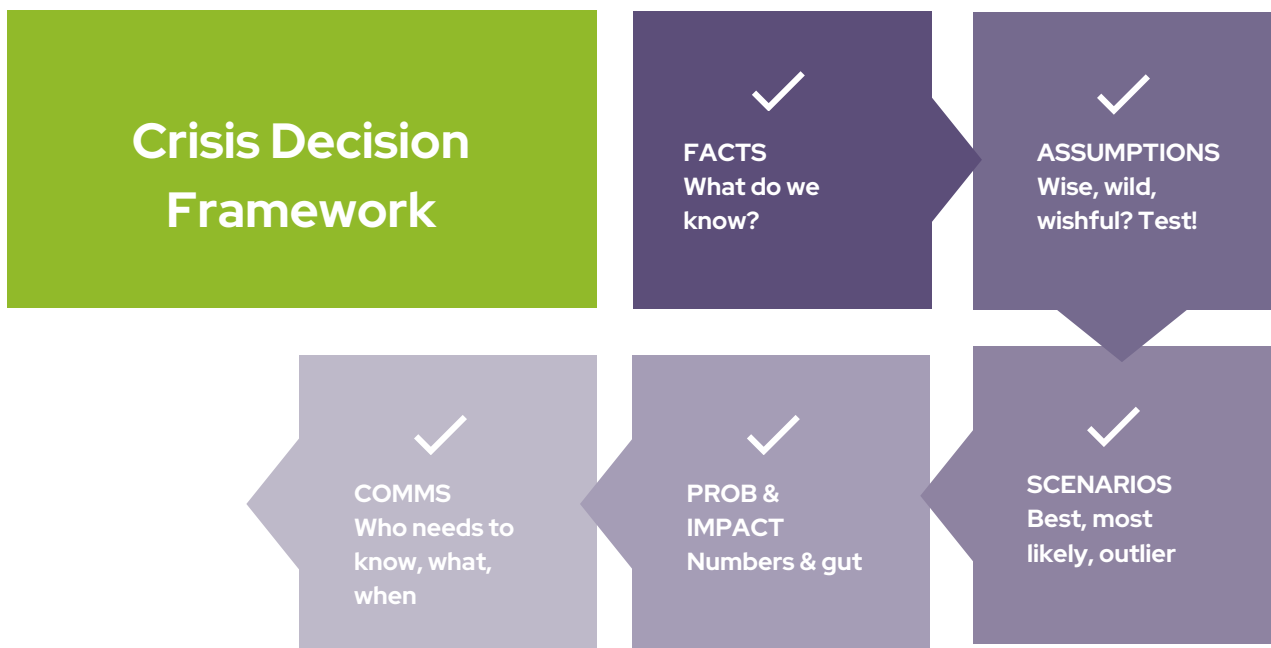 Crisis Decision
Framework
FACTS
What do we
know?
ASSUMPTIONS
Wise, wild,
wishful? Test!
SCENARIOS
Best, most
likely, outlier
PROB &
IMPACT
Numbers & gut
COMMS
Who needs to
know, what,
when